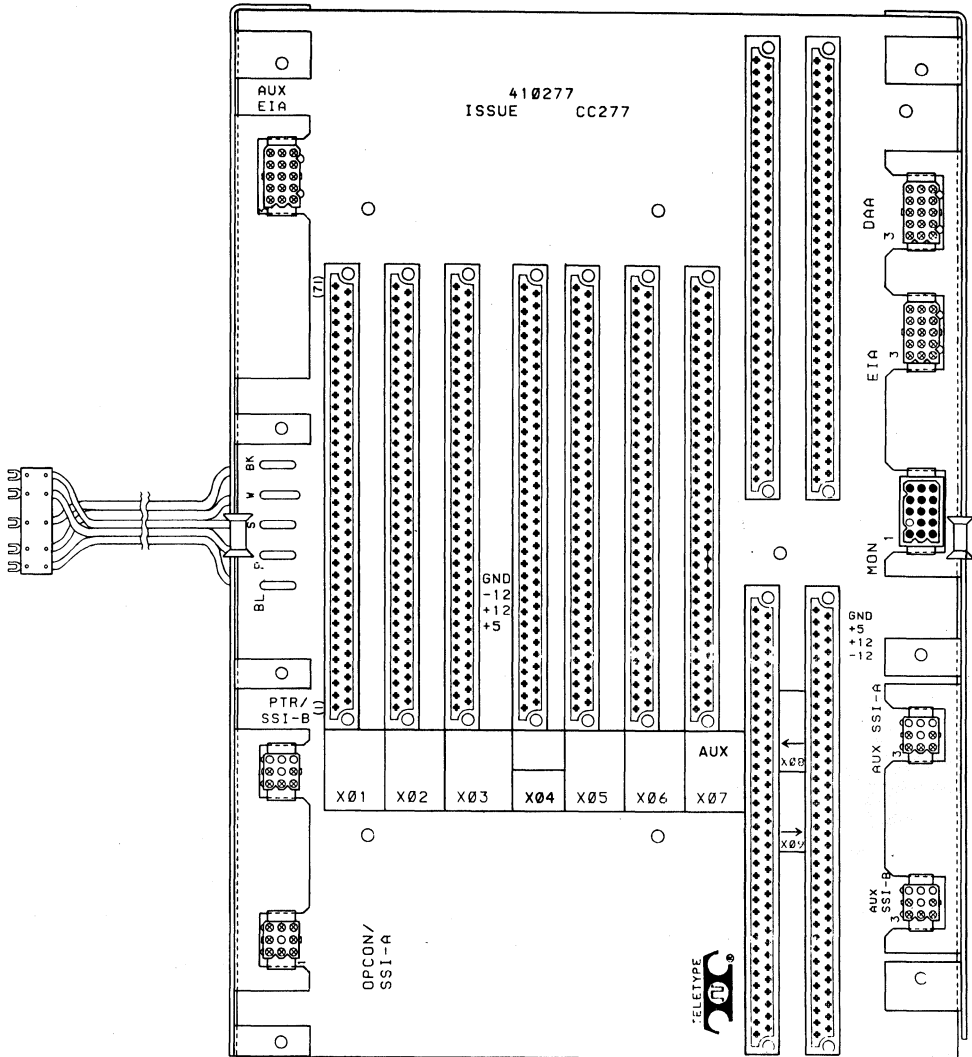 AUX
EIA
410277
ISSUE CC277
DAA
3
EIA
3
(71)
BK
W
S
P
BL
GND
-12
+12
+5
MON
1
GND
+5
+12
-12
PTR/
SSI-B
(1)
AUX SSI-A
3
AUX
X08
X01 X02 X03 X04 X05 X06 X07
X09
AUX
SSI-B
3
OPCON/
SSI-A
1
TELETYPE
®